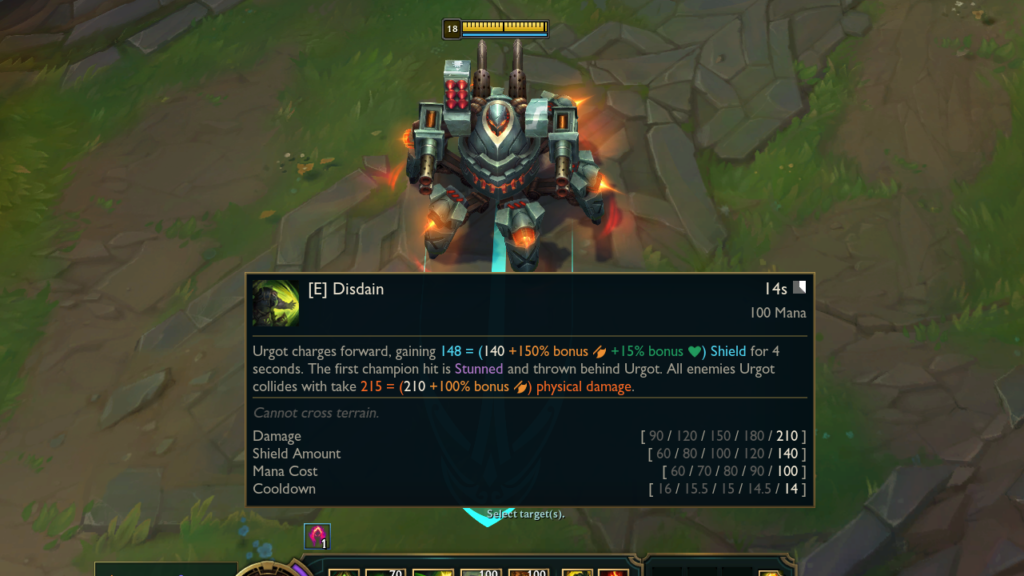 18
[E] Disdain
14s
100 Mana
Urgot charges forward, gaining 148 = (140 +150% bonus +15% bonus ) Shield for 4
seconds. The first champion hit is Stunned and thrown behind Urgot. All enemies Urgot
collides with take 215 = (210 +100% bonus ) physical damage.
Cannot cross terrain.
Damage [ 90 / 120 / 150 / 180 / 210 ]
Shield Amount [ 60 / 80 / 100 / 120 / 140 ]
Mana Cost [ 60 / 70 / 80 / 90 / 100 ]
Cooldown [ 16 / 15.5 / 15 / 14.5 / 14 ]
Select target(s).
1
70 100 100